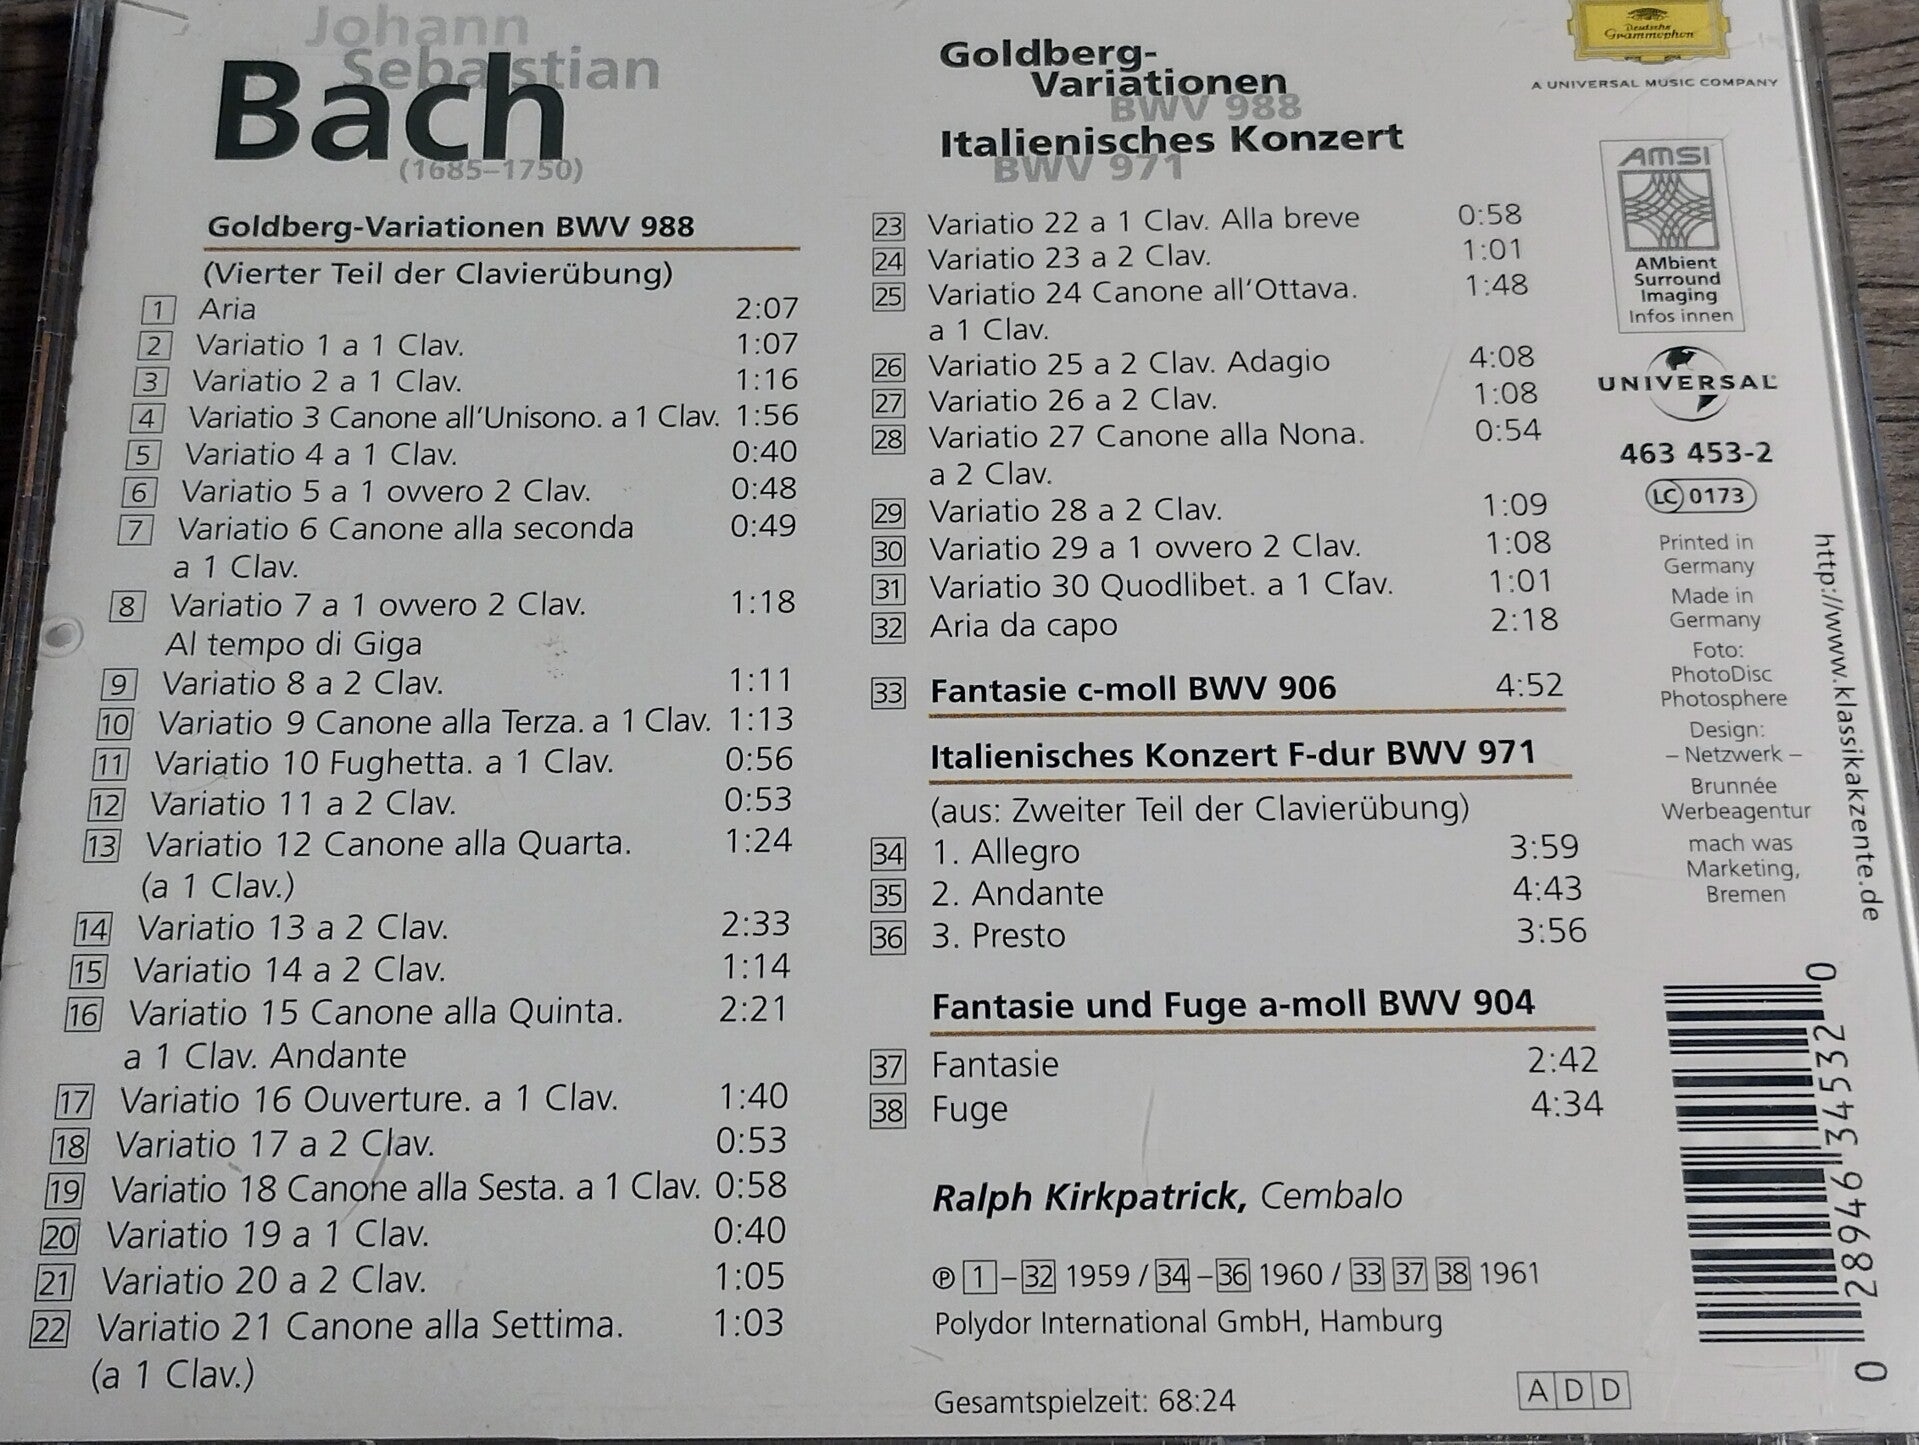 Johann
Sebastian
Bach
(1685–1750)
Goldberg-Variationen BWV 988
(Vierter Teil der Clavierübung)
1 Aria 2:07
2 Variatio 1 a 1 Clav. 1:07
3 Variatio 2 a 1 Clav. 1:16
4 Variatio 3 Canone all'Unisono. a 1 Clav. 1:56
5 Variatio 4 a 1 Clav. 0:40
6 Variatio 5 a 1 ovvero 2 Clav. 0:48
7 Variatio 6 Canone alla seconda 0:49
a 1 Clav.
8 Variatio 7 a 1 ovvero 2 Clav. 1:18
Al tempo di Giga
9 Variatio 8 a 2 Clav. 1:11
10 Variatio 9 Canone alla Terza. a 1 Clav. 1:13
11 Variatio 10 Fughetta. a 1 Clav. 0:56
12 Variatio 11 a 2 Clav. 0:53
13 Variatio 12 Canone alla Quarta. 1:24
(a 1 Clav.)
14 Variatio 13 a 2 Clav. 2:33
15 Variatio 14 a 2 Clav. 1:14
16 Variatio 15 Canone alla Quinta. 2:21
a 1 Clav. Andante
17 Variatio 16 Ouverture. a 1 Clav. 1:40
18 Variatio 17 a 2 Clav. 0:53
19 Variatio 18 Canone alla Sesta. a 1 Clav. 0:58
20 Variatio 19 a 1 Clav. 0:40
21 Variatio 20 a 2 Clav. 1:05
22 Variatio 21 Canone alla Settima. 1:03
(a 1 Clav.)
Goldberg-
Variationen
BWV 988
Italienisches Konzert
BWV 971
23 Variatio 22 a 1 Clav. Alla breve 0:58
24 Variatio 23 a 2 Clav. 1:01
25 Variatio 24 Canone all'Ottava. 1:48
a 1 Clav.
26 Variatio 25 a 2 Clav. Adagio 4:08
27 Variatio 26 a 2 Clav. 1:08
28 Variatio 27 Canone alla Nona. 0:54
a 2 Clav.
29 Variatio 28 a 2 Clav. 1:09
30 Variatio 29 a 1 ovvero 2 Clav. 1:08
31 Variatio 30 Quodlibet. a 1 Clav. 1:01
32 Aria da capo 2:18
33 Fantasie c-moll BWV 906 4:52
Italienisches Konzert F-dur BWV 971
(aus: Zweiter Teil der Clavierübung)
34 1. Allegro 3:59
35 2. Andante 4:43
36 3. Presto 3:56
Fantasie und Fuge a-moll BWV 904
37 Fantasie 2:42
38 Fuge 4:34
Ralph Kirkpatrick, Cembalo
℗ 1–32 1959 / 34–36 1960 / 33 37 38 1961
Polydor International GmbH, Hamburg
Gesamtspielzeit: 68:24
ADD
Deutsche
Grammophon
A UNIVERSAL MUSIC COMPANY
AMSI
AMbient
Surround
Imaging
Infos innen
UNIVERSAL
463 453-2
LC 0173
Printed in
Germany
Made in
Germany
Foto:
PhotoDisc
Photosphere
Design:
– Netzwerk –
Brunnée
Werbeagentur
mach was
Marketing,
Bremen
http://www.klassikakzente.de
0 28946 34532 0